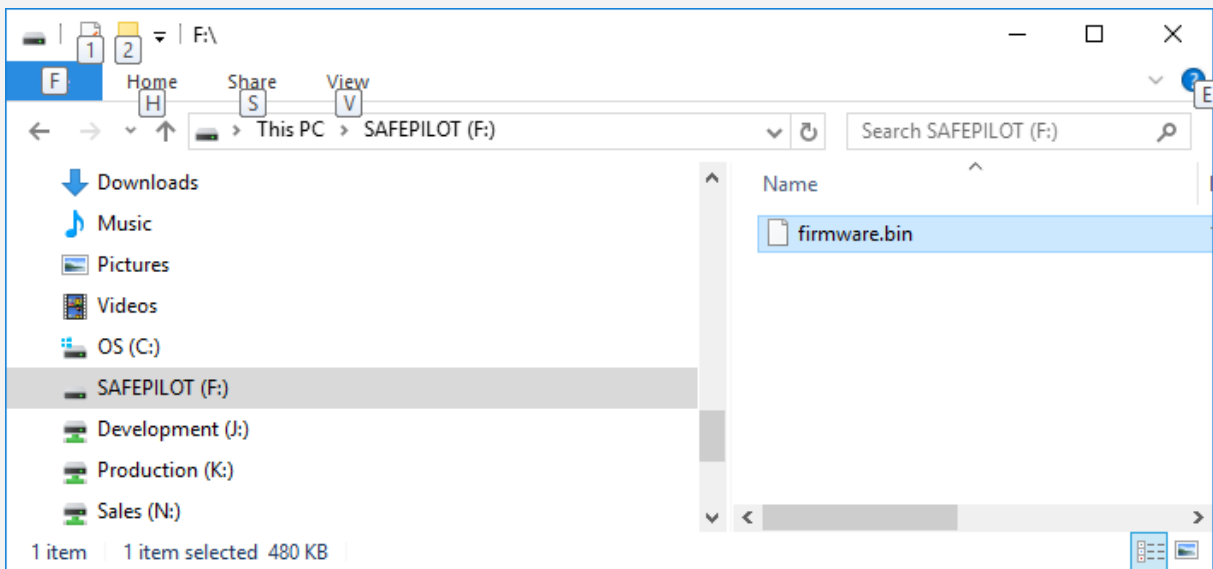 F:\
1 2
F Home Share View
H S V E
This PC > SAFEPILOT (F:)
Search SAFEPILOT (F:)
Downloads
Music
Pictures
Videos
OS (C:)
SAFEPILOT (F:)
Development (J:)
Production (K:)
Sales (N:)
Name
firmware.bin
1 item 1 item selected 480 KB